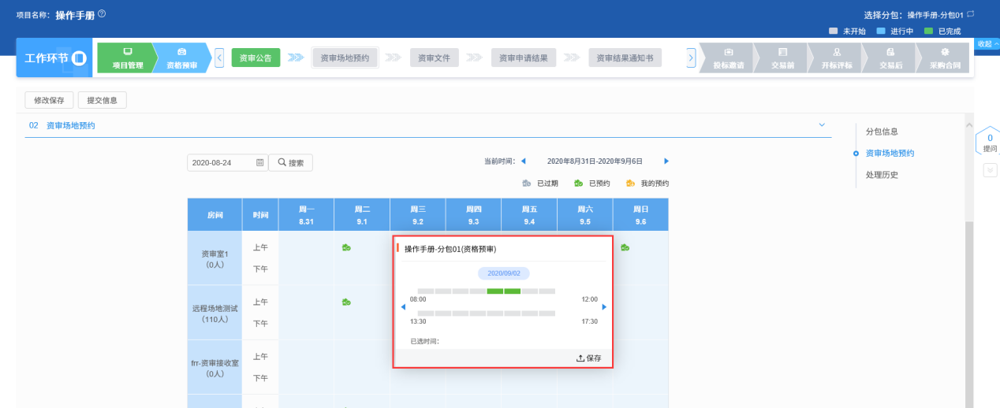 项目名称: 操作手册
选择分包: 操作手册-分包01
未开始 进行中 已完成
收起
工作环节
项目管理
资格预审
资审公告
资审场地预约
资审文件
资审申请结果
资审结果通知书
投标邀请
交易前
开标评标
交易后
采购合同
修改保存
提交信息
02 资审场地预约
分包信息
资审场地预约
处理历史
0
提问
2020-08-24
搜索
当前时间: 2020年8月31日-2020年9月6日
已过期 已预约 我的预约
房间 时间 周一 周二 周三 周四 周五 周六 周日
8.31 9.1 9.2 9.3 9.4 9.5 9.6
资审室1
(0人)
上午
下午
远程场地测试
(110人)
上午
下午
frr-资审接收室
(0人)
上午
下午
操作手册-分包01(资格预审)
2020/09/02
08:00 12:00
13:30 17:30
已选时间:
保存